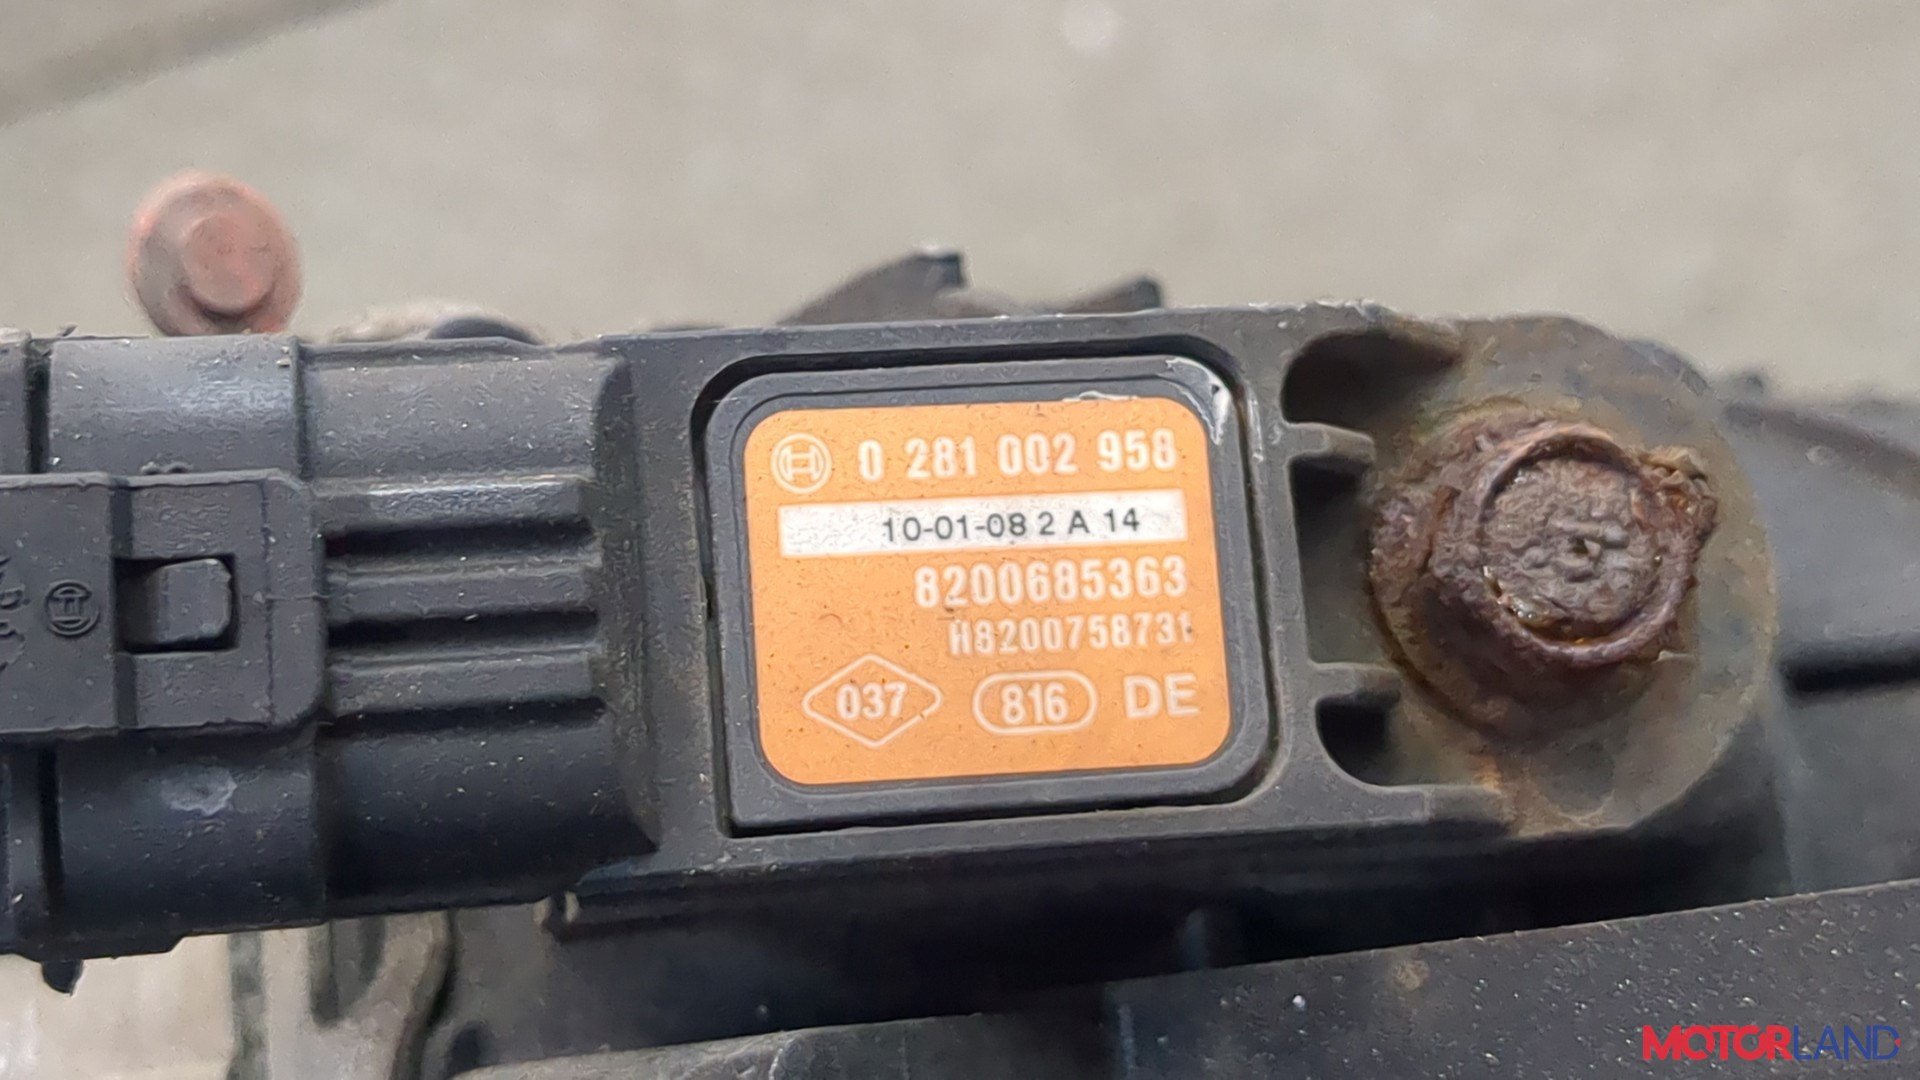 0 281 002 958
10-01-08 2 A 14
8200685363
H8200758731
037 816 DE
MOTORLAND